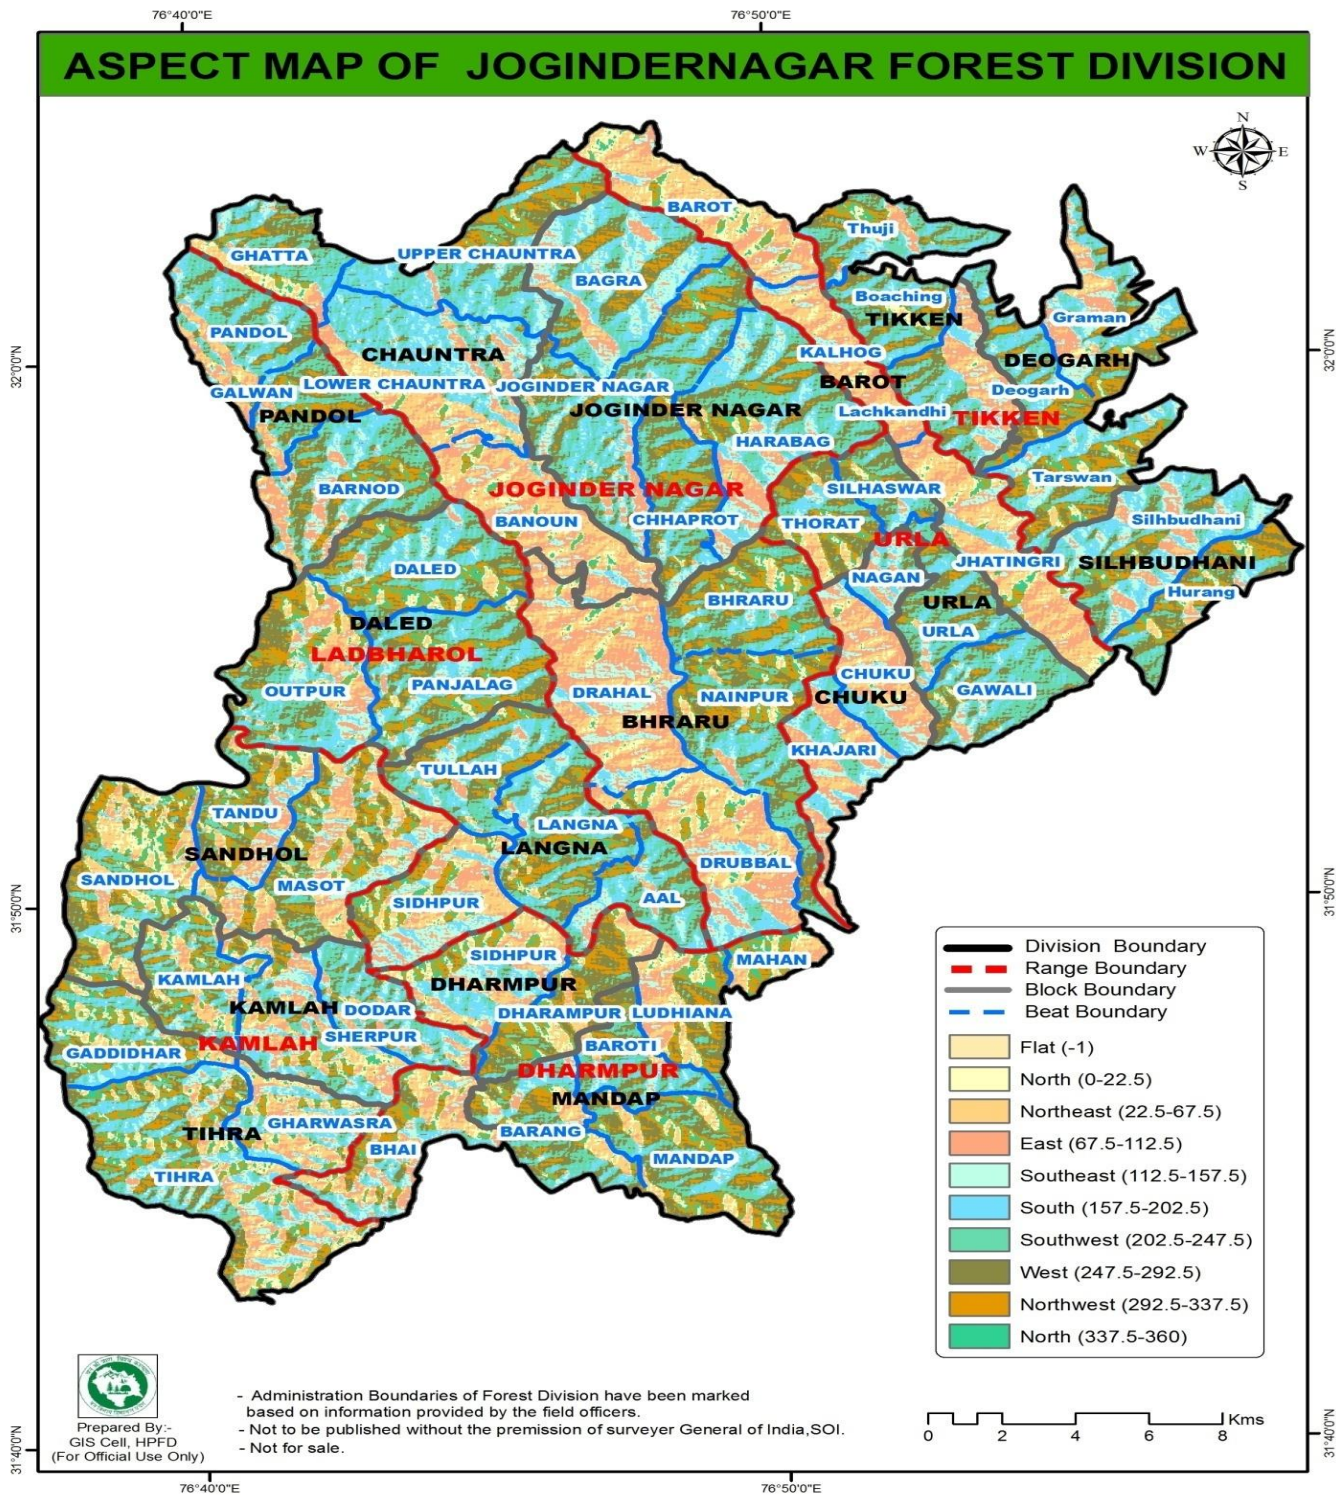 76°40'0"E
76°50'0"E
ASPECT MAP OF JOGINDERNAGAR FOREST DIVISION
N
W
E
S
BAROT
Thuji
GHATTA
UPPER CHAUNTRA
BAGRA
Boaching
TIKKEN
Graman
PANDOL
CHAUNTRA
KALHOG
DEOGARH
32°0'0"N
32°0'0"N
GALWAN
LOWER CHAUNTRA
JOGINDER NAGAR
BAROT
Deogarh
PANDOL
JOGINDER NAGAR
Lachkandhi
TIKKEN
HARABAG
BARNOD
JOGINDER NAGAR
SILHASWAR
Tarswan
BANOUN
CHHAPROT
THORAT
Silhbudhani
URLA
DALED
NAGAN
JHATINGRI
SILHBUDHANI
BHRARU
URLA
Hurang
DALED
URLA
LADBHAROL
OUTPUR
PANJALAG
DRAHAL
NAINPUR
CHUKU
CHUKU
GAWALI
BHRARU
KHAJARI
TULLAH
TANDU
LANGNA
SANDHOL
LANGNA
DRUBBAL
SANDHOL
MASOT
SIDHPUR
AAL
31°50'0"N
31°50'0"N
SIDHPUR
MAHAN
KAMLAH
DHARMPUR
KAMLAH
DODAR
DHARAMPUR
LUDHIANA
GADDIDHAR
KAMLAH
SHERPUR
BAROTI
DHARMPUR
MANDAP
TIHRA
GHARWASRA
BARANG
BHAI
MANDAP
TIHRA
Division Boundary
Range Boundary
Block Boundary
Beat Boundary
Flat (-1)
North (0-22.5)
Northeast (22.5-67.5)
East (67.5-112.5)
Southeast (112.5-157.5)
South (157.5-202.5)
Southwest (202.5-247.5)
West (247.5-292.5)
Northwest (292.5-337.5)
North (337.5-360)
Prepared By:-
GIS Cell, HPFD
(For Official Use Only)
- Administration Boundaries of Forest Division have been marked
based on information provided by the field officers.
- Not to be published without the premission of surveyer General of India,SOI.
- Not for sale.
Kms
0 2 4 6 8
31°40'0"N
31°40'0"N
76°40'0"E
76°50'0"E